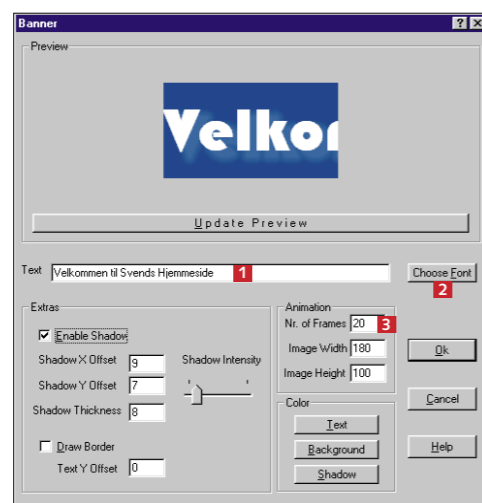 Banner
Preview
Velkor
Update Preview
Text Velkommen til Svends Hjemmeside 1
Choose Font
2
Extras
Enable Shadow
Shadow X Offset 9
Shadow Y Offset 7
Shadow Thickness 8
Shadow Intensity
Draw Border
Text Y Offset 0
Animation
Nr. of Frames 20 3
Image Width 180
Image Height 100
Color
Text
Background
Shadow
Ok
Cancel
Help